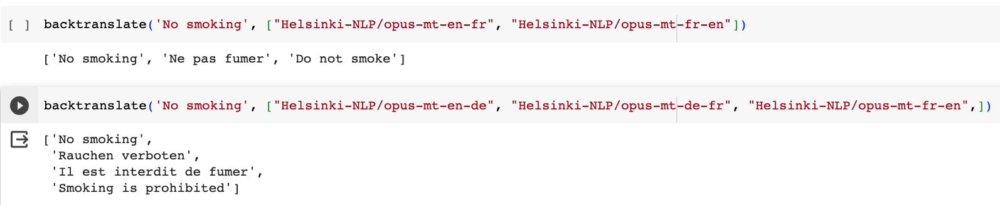 [ ] backtranslate('No smoking', ["Helsinki-NLP/opus-mt-en-fr", "Helsinki-NLP/opus-mt-fr-en"])
['No smoking', 'Ne pas fumer', 'Do not smoke']
backtranslate('No smoking', ["Helsinki-NLP/opus-mt-en-de", "Helsinki-NLP/opus-mt-de-fr", "Helsinki-NLP/opus-mt-fr-en",])
['No smoking',
'Rauchen verboten',
'Il est interdit de fumer',
'Smoking is prohibited']